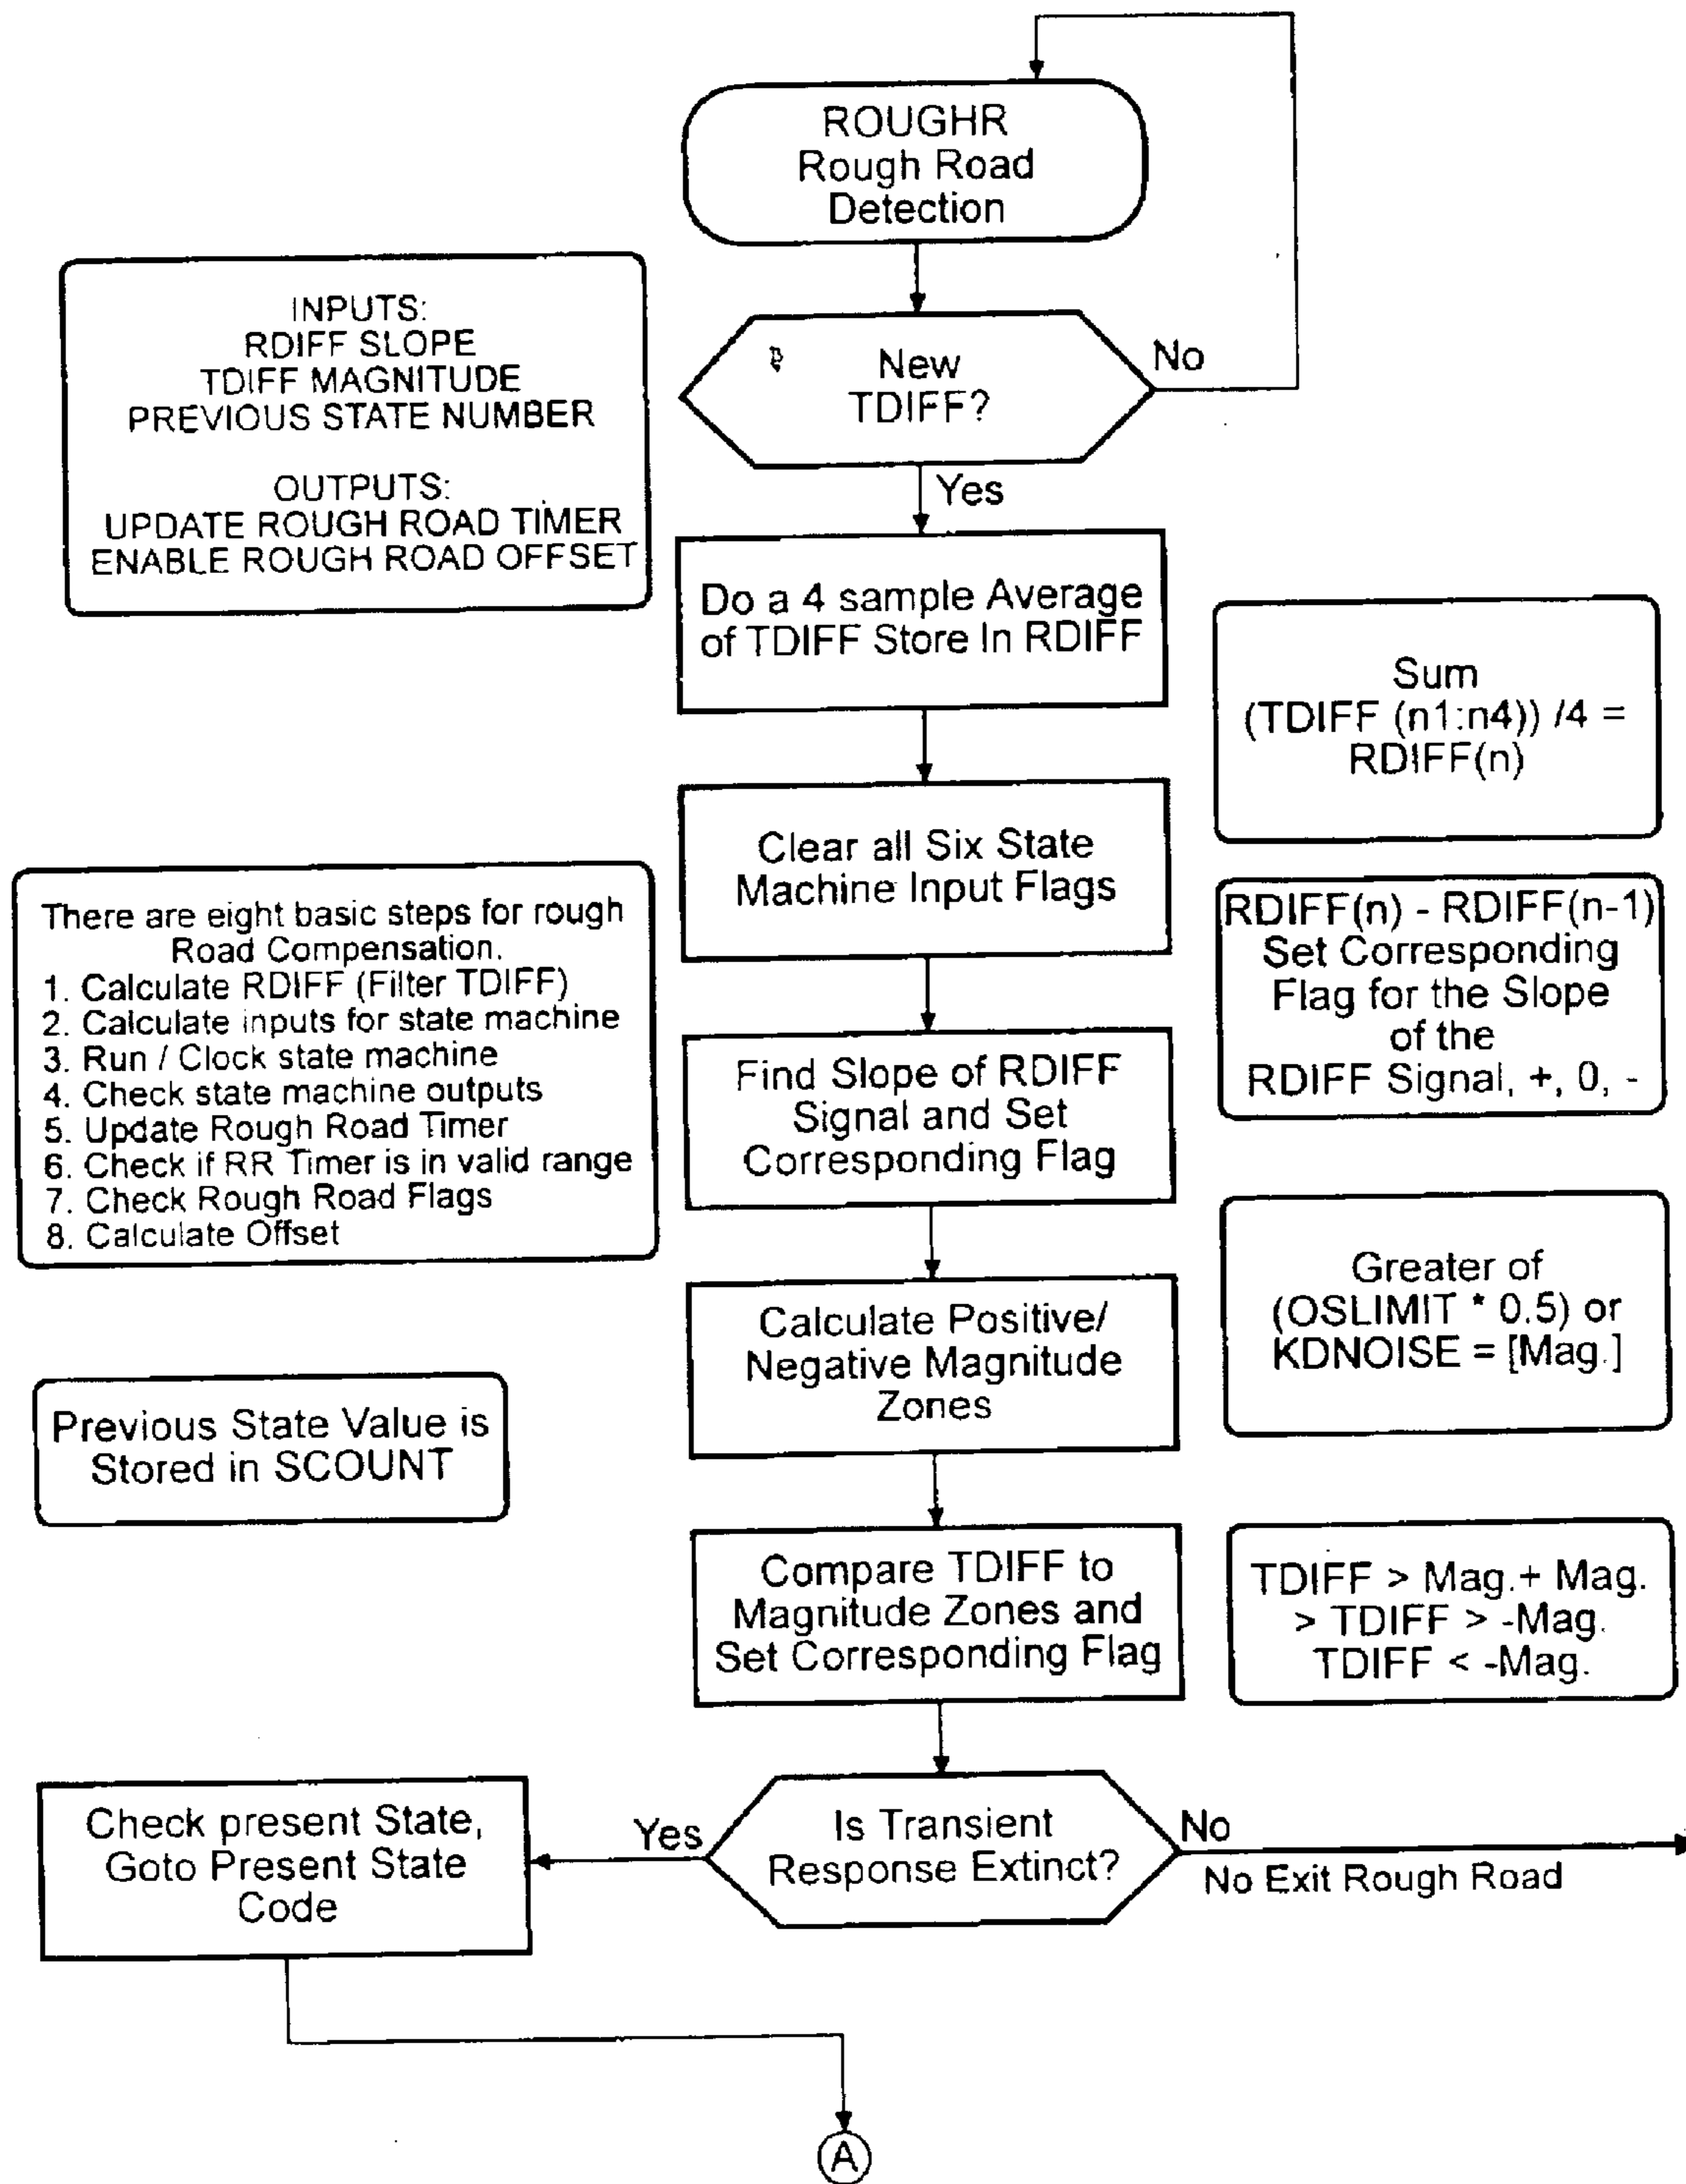 ROUGHR
Rough Road
Detection
INPUTS:
RDIFF SLOPE
TDIFF MAGNITUDE
PREVIOUS STATE NUMBER
OUTPUTS:
UPDATE ROUGH ROAD TIMER
ENABLE ROUGH ROAD OFFSET
New
TDIFF?
No
Yes
Do a 4 sample Average
of TDIFF Store In RDIFF
Sum
(TDIFF (n1:n4)) /4 =
RDIFF(n)
Clear all Six State
Machine Input Flags
There are eight basic steps for rough
Road Compensation.
1. Calculate RDIFF (Filter TDIFF)
2. Calculate inputs for state machine
3. Run / Clock state machine
4. Check state machine outputs
5. Update Rough Road Timer
6. Check if RR Timer is in valid range
7. Check Rough Road Flags
8. Calculate Offset
RDIFF(n) - RDIFF(n-1)
Set Corresponding
Flag for the Slope
of the
RDIFF Signal, +, 0, -
Find Slope of RDIFF
Signal and Set
Corresponding Flag
Calculate Positive/
Negative Magnitude
Zones
Greater of
(OSLIMIT * 0.5) or
KDNOISE = [Mag.]
Previous State Value is
Stored in SCOUNT
Compare TDIFF to
Magnitude Zones and
Set Corresponding Flag
TDIFF > Mag.+ Mag.
> TDIFF > -Mag.
TDIFF < -Mag.
Is Transient
Response Extinct?
Yes
No
No Exit Rough Road
Check present State,
Goto Present State
Code
A